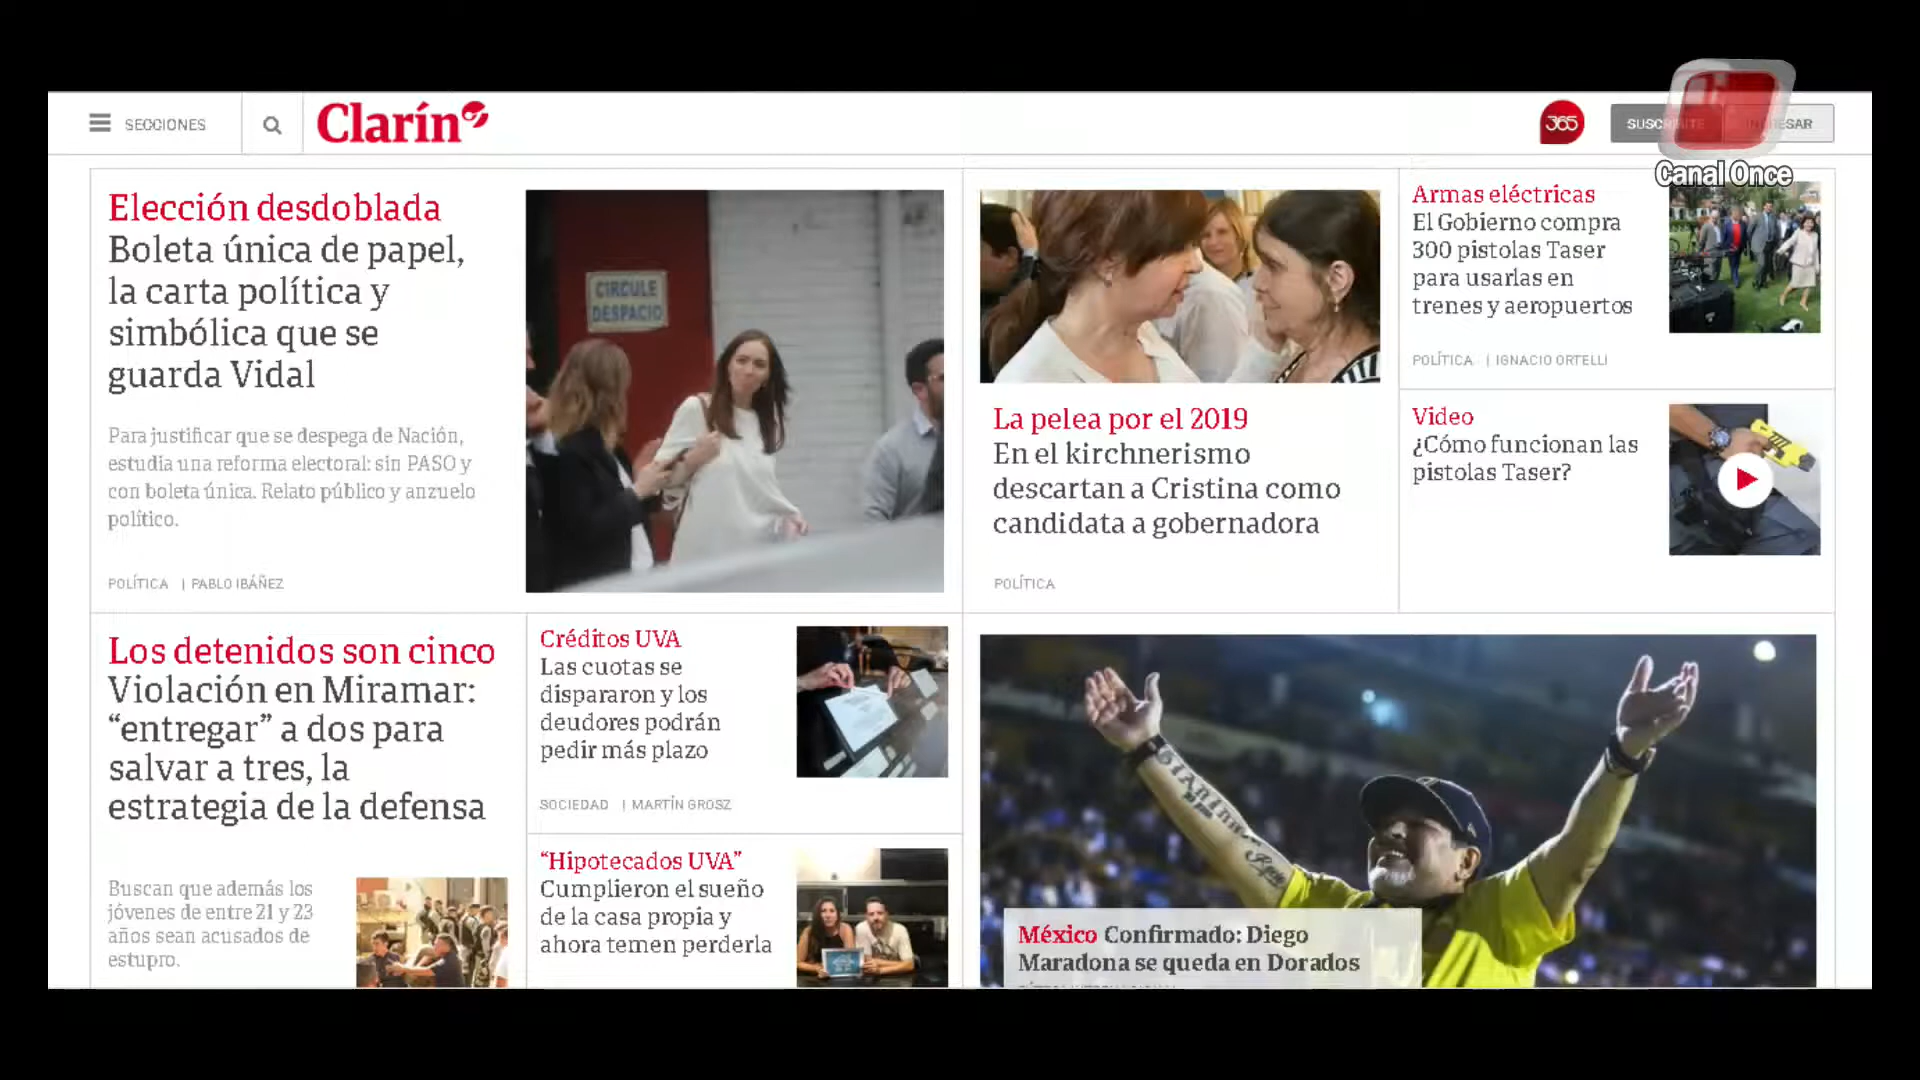 SECCIONES
Clarín
365
Canal Once
Elección desdoblada
Boleta única de papel,
la carta política y
simbólica que se
guarda Vidal
Para justificar que se despega de Nación,
estudia una reforma electoral: sin PASO y
con boleta única. Relato público y anzuelo
político.
POLÍTICA | PABLO IBÁÑEZ
CIRCULE
DESPACIO
La pelea por el 2019
En el kirchnerismo
descartan a Cristina como
candidata a gobernadora
POLÍTICA
Armas eléctricas
El Gobierno compra
300 pistolas Taser
para usarlas en
trenes y aeropuertos
POLÍTICA | IGNACIO ORTELLI
Video
¿Cómo funcionan las
pistolas Taser?
Los detenidos son cinco
Violación en Miramar:
“entregar” a dos para
salvar a tres, la
estrategia de la defensa
Buscan que además los
jóvenes de entre 21 y 23
años sean acusados de
estupro.
Créditos UVA
Las cuotas se
dispararon y los
deudores podrán
pedir más plazo
SOCIEDAD | MARTÍN GROSZ
“Hipotecados UVA”
Cumplieron el sueño
de la casa propia y
ahora temen perderla
México Confirmado: Diego
Maradona se queda en Dorados